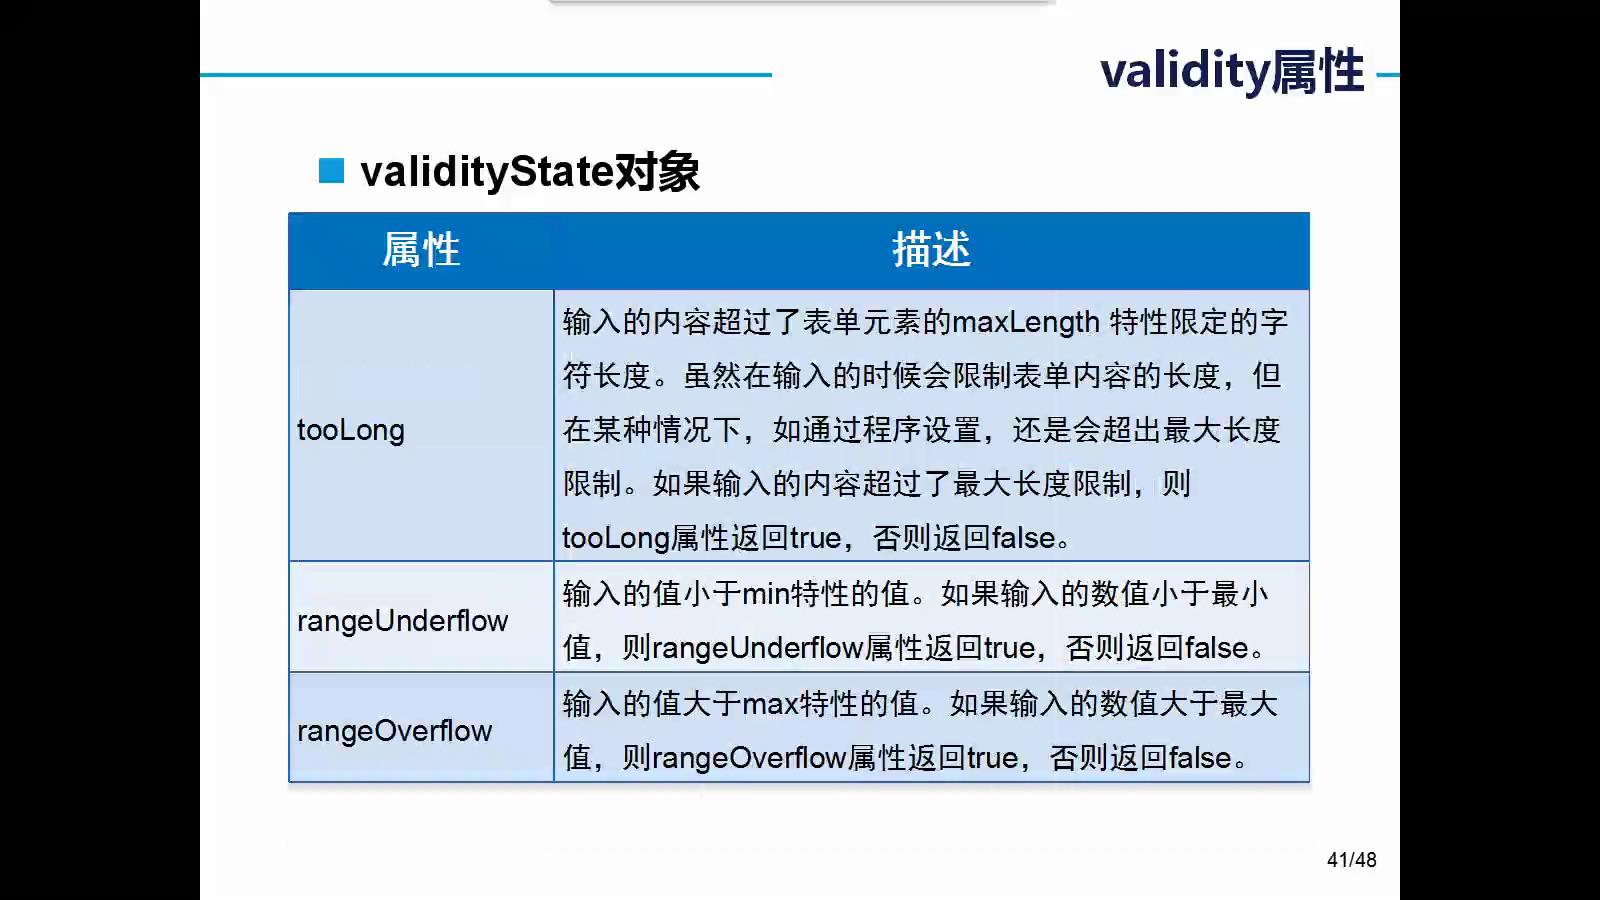 validity属性
validityState对象
属性
描述
tooLong
输入的内容超过了表单元素的maxLength 特性限定的字
符长度。虽然在输入的时候会限制表单内容的长度，但
在某种情况下，如通过程序设置，还是会超出最大长度
限制。如果输入的内容超过了最大长度限制，则
tooLong属性返回true，否则返回false。
rangeUnderflow
输入的值小于min特性的值。如果输入的数值小于最小
值，则rangeUnderflow属性返回true，否则返回false。
rangeOverflow
输入的值大于max特性的值。如果输入的数值大于最大
值，则rangeOverflow属性返回true，否则返回false。
41/48